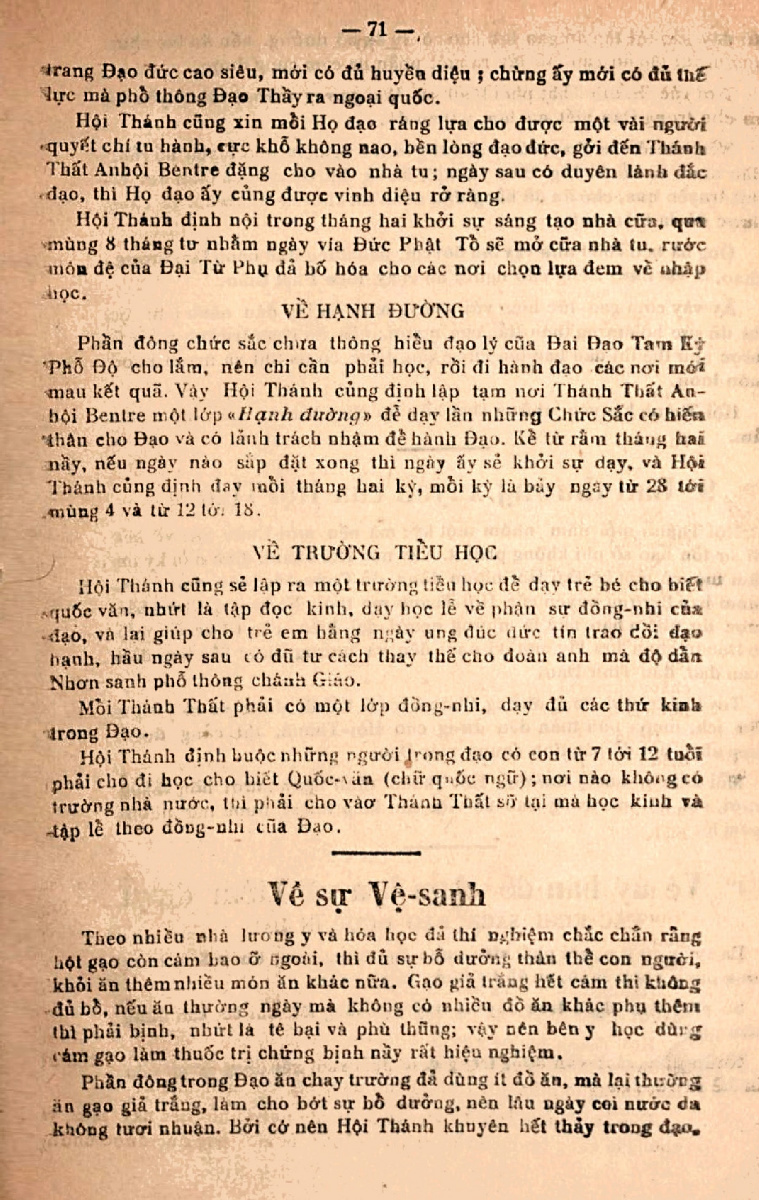 — 71 —
trang Đạo đức cao siêu, mới có đủ huyền diệu ; chừng ấy mới có đủ thế
lực mà phổ thông Đạo Thầy ra ngoại quốc.
Hội Thánh cũng xin mỗi Họ đạo ráng lựa cho được một vài người
quyết chí tu hành, cực khổ không nao, bền lòng đạo đức, gởi đến Thánh
Thất Anhội Bentre đặng cho vào nhà tu ; ngày sau có duyên lành đắc
đạo, thì Họ đạo ấy củng được vinh diệu rở ràng.
Hội Thánh định nội trong tháng hai khởi sự sáng tạo nhà cữa, qua
mùng 8 tháng tư nhằm ngày vía Đức Phật Tổ sẽ mở cữa nhà tu, rước
môn đệ của Đại Từ Phụ đả bố hóa cho các nơi chọn lựa đem về nhập
học.
VỀ HẠNH ĐƯỜNG
Phần đông chức sắc chưa thông hiểu đạo lý của Đại Đạo Tam Kỳ
Phổ Độ cho lắm, nên chi cần phải học, rồi đi hành đạo các nơi mới
mau kết quã. Vậy Hội Thánh củng định lập tạm nơi Thánh Thất An-
hội Bentre một lớp «Hạnh đường» để dạy lần những Chức Sắc có hiến
thân cho Đạo và có lảnh trách nhậm để hành Đạo. Kể từ rằm tháng hai
nầy, nếu ngày nào sắp đặt xong thì ngày ấy sẻ khởi sự dạy, và Hội
Thánh củng định dạy mỗi tháng hai kỳ, mỗi kỳ là bảy ngày từ 28 tới
mùng 4 và từ 12 tới 18.
VỀ TRƯỜNG TIỂU HỌC
Hội Thánh cũng sẻ lập ra một trường tiểu học để dạy trẻ bé cho biết
quốc văn, nhứt là tập đọc kinh, dạy học lể về phận sự đồng-nhi của
đạo, và lại giúp cho trẻ em hằng ngày ung đúc đức tin trao dồi đạo
hạnh, hầu ngày sau có đũ tư cách thay thế cho đoàn anh mà độ dẫn
Nhơn sanh phổ thông chánh Giáo.
Mỗi Thánh Thất phải có một lớp đồng-nhi, dạy đủ các thứ kinh
trong Đạo.
Hội Thánh định buộc những người trong đạo có con từ 7 tới 12 tuổi
phải cho đi học cho biết Quốc-văn (chữ quốc ngữ) ; nơi nào không có
trường nhà nước, thì phải cho vào Thánh Thất sở tại mà học kinh và
tập lể theo đồng-nhi cũa Đạo.
Về sự Vệ-sanh
Theo nhiều nhà lương y và hóa học đả thí nghiệm chắc chắn rằng
hột gạo còn cám bao ở ngoài, thì đủ sự bổ dưởng thân thể con người,
khỏi ăn thêm nhiều món ăn khác nữa. Gạo giả trắng hết cám thì không
đủ bổ, nếu ăn thường ngày mà không có nhiều đồ ăn khác phụ thêm
thì phải bịnh, nhứt là tê bại và phù thũng; vậy nên bên y học dùng
cám gạo làm thuốc trị chứng bịnh nầy rất hiệu nghiệm.
Phần đông trong Đạo ăn chay trường đả dùng ít đồ ăn, mà lại thường
ăn gạo giả trắng, làm cho bớt sự bổ dưởng, nên lâu ngày coi nước da
không tươi nhuận. Bởi cớ nên Hội Thánh khuyên hết thảy trong đạo,